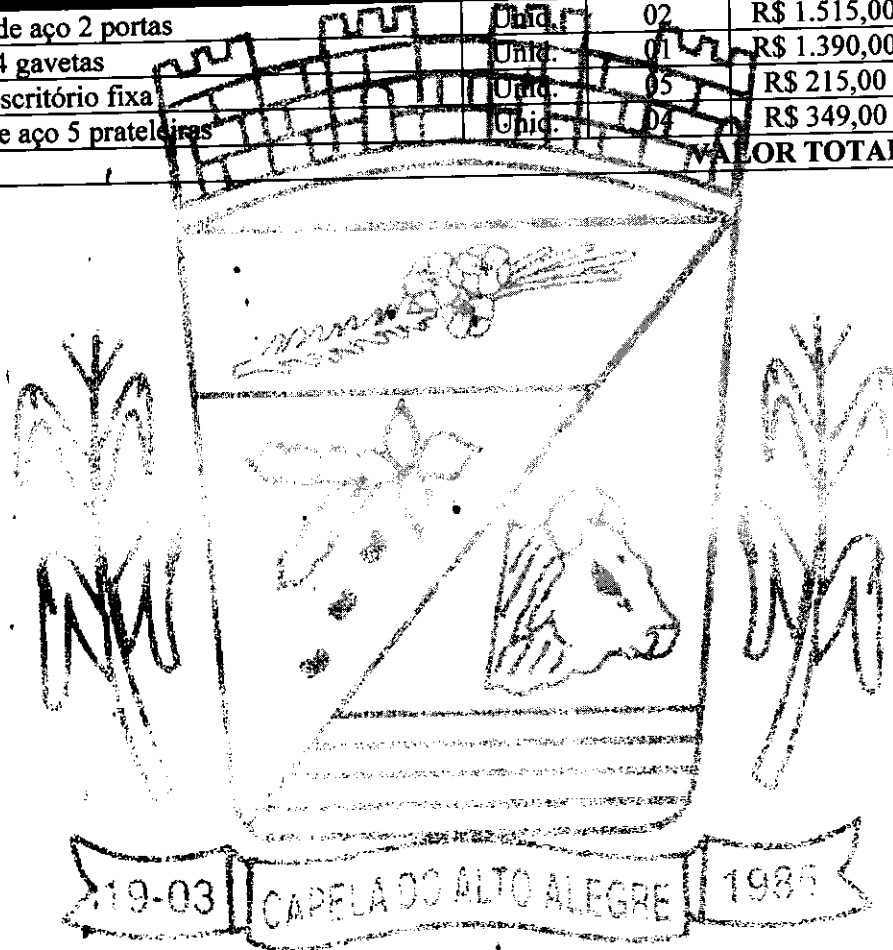 de aço 2 portas Unid. 02 R$ 1.515,00
4 gavetas Unid. 01 R$ 1.390,00
scritório fixa Unid. 05 R$ 215,00
e aço 5 prateleiras Unid. 04 R$ 349,00
VALOR TOTAL
19-03 CAPELA DO ALTO ALEGRE 1985